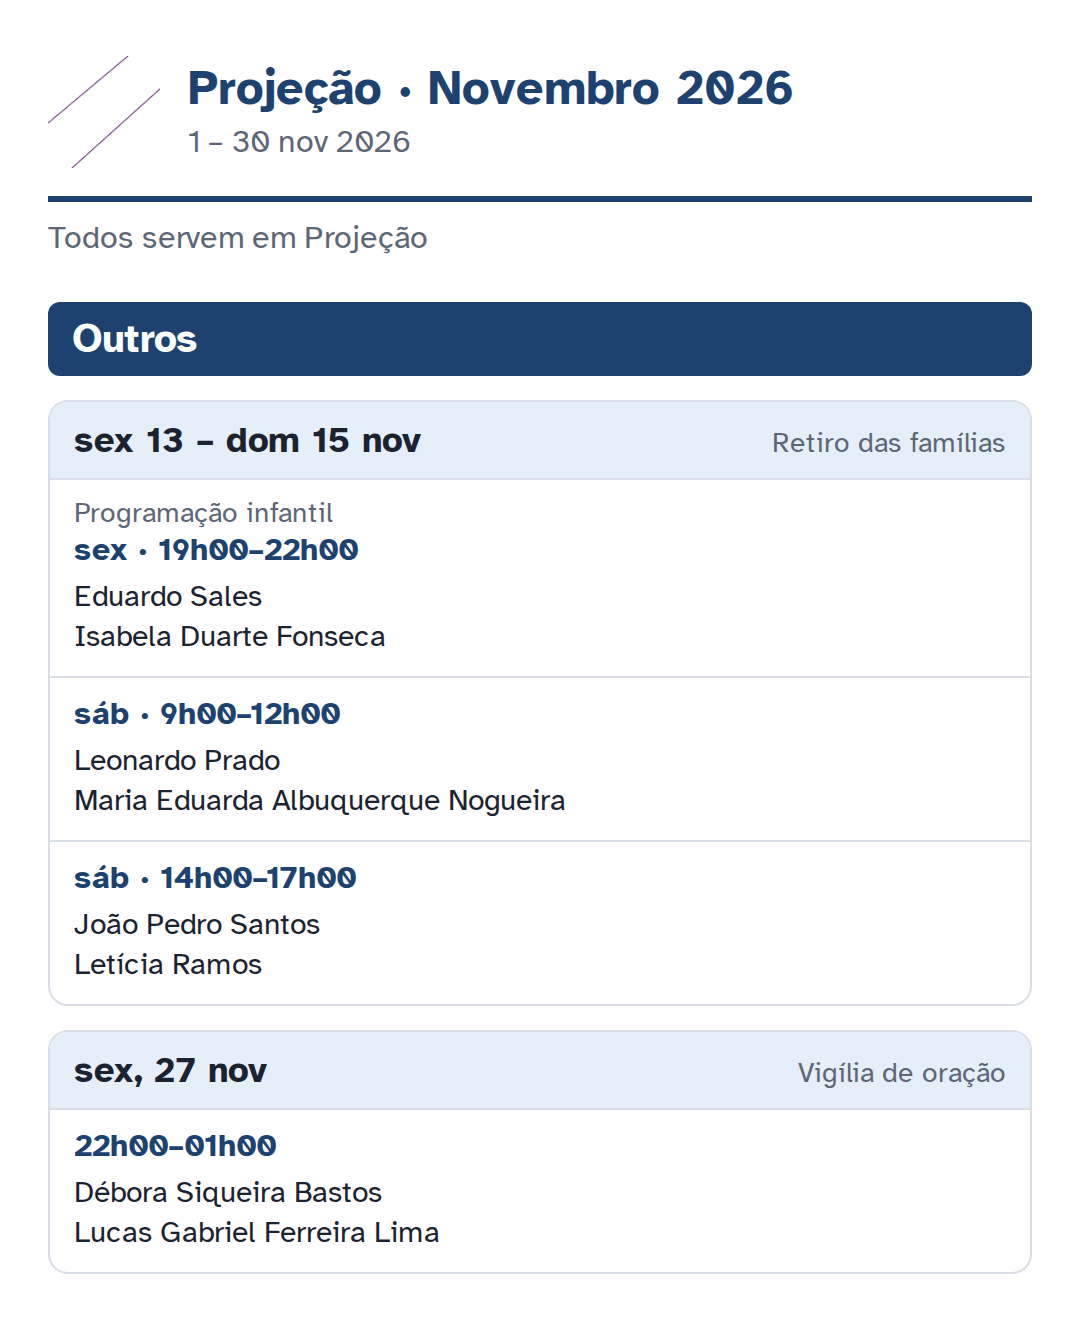 Projeção • Novembro 2026
1 – 30 nov 2026
Todos servem em Projeção
Outros
sex 13 – dom 15 nov
Retiro das famílias
Programação infantil
sex • 19h00–22h00
Eduardo Sales
Isabela Duarte Fonseca
sáb • 9h00–12h00
Leonardo Prado
Maria Eduarda Albuquerque Nogueira
sáb • 14h00–17h00
João Pedro Santos
Letícia Ramos
sex, 27 nov
Vigília de oração
22h00–01h00
Débora Siqueira Bastos
Lucas Gabriel Ferreira Lima